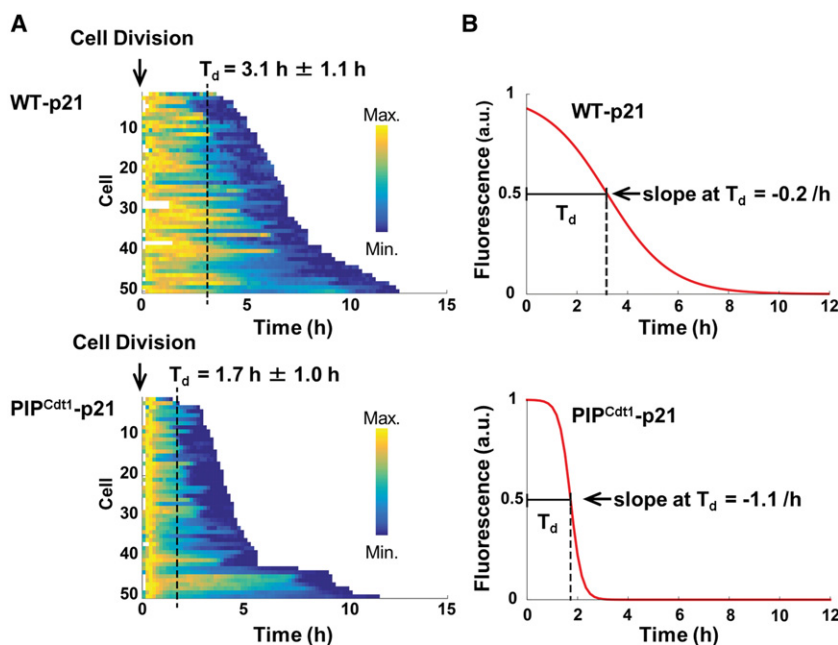 A
Cell Division
Td = 3.1 h ± 1.1 h
WT-p21
Max.
Min.
Cell
10
20
30
40
50
0 5 10 15
Time (h)
Cell Division
Td = 1.7 h ± 1.0 h
PIPCdt1-p21
Max.
Min.
Cell
10
20
30
40
50
0 5 10 15
Time (h)
B
WT-p21
Fluorescence (a.u.)
1
0.5
0
Td
slope at Td = -0.2 /h
0 2 4 6 8 10 12
Time (h)
PIPCdt1-p21
Fluorescence (a.u.)
1
0.5
0
Td
slope at Td = -1.1 /h
0 2 4 6 8 10 12
Time (h)